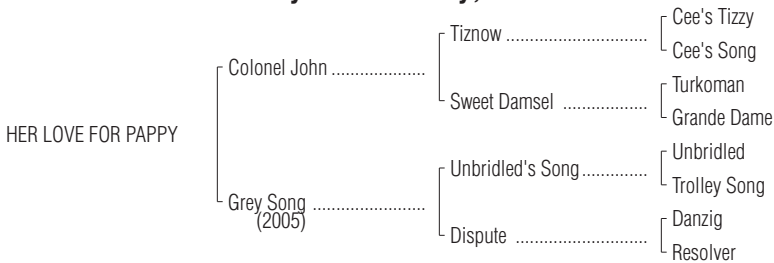 Tiznow ..............................
Cee's Tizzy
Cee's Song
Colonel John ....................
Sweet Damsel ..................
Turkoman
Grande Dame
HER LOVE FOR PAPPY
Unbridled's Song..............
Unbridled
Trolley Song
Grey Song ........................
(2005)
Dispute ............................
Danzig
Resolver